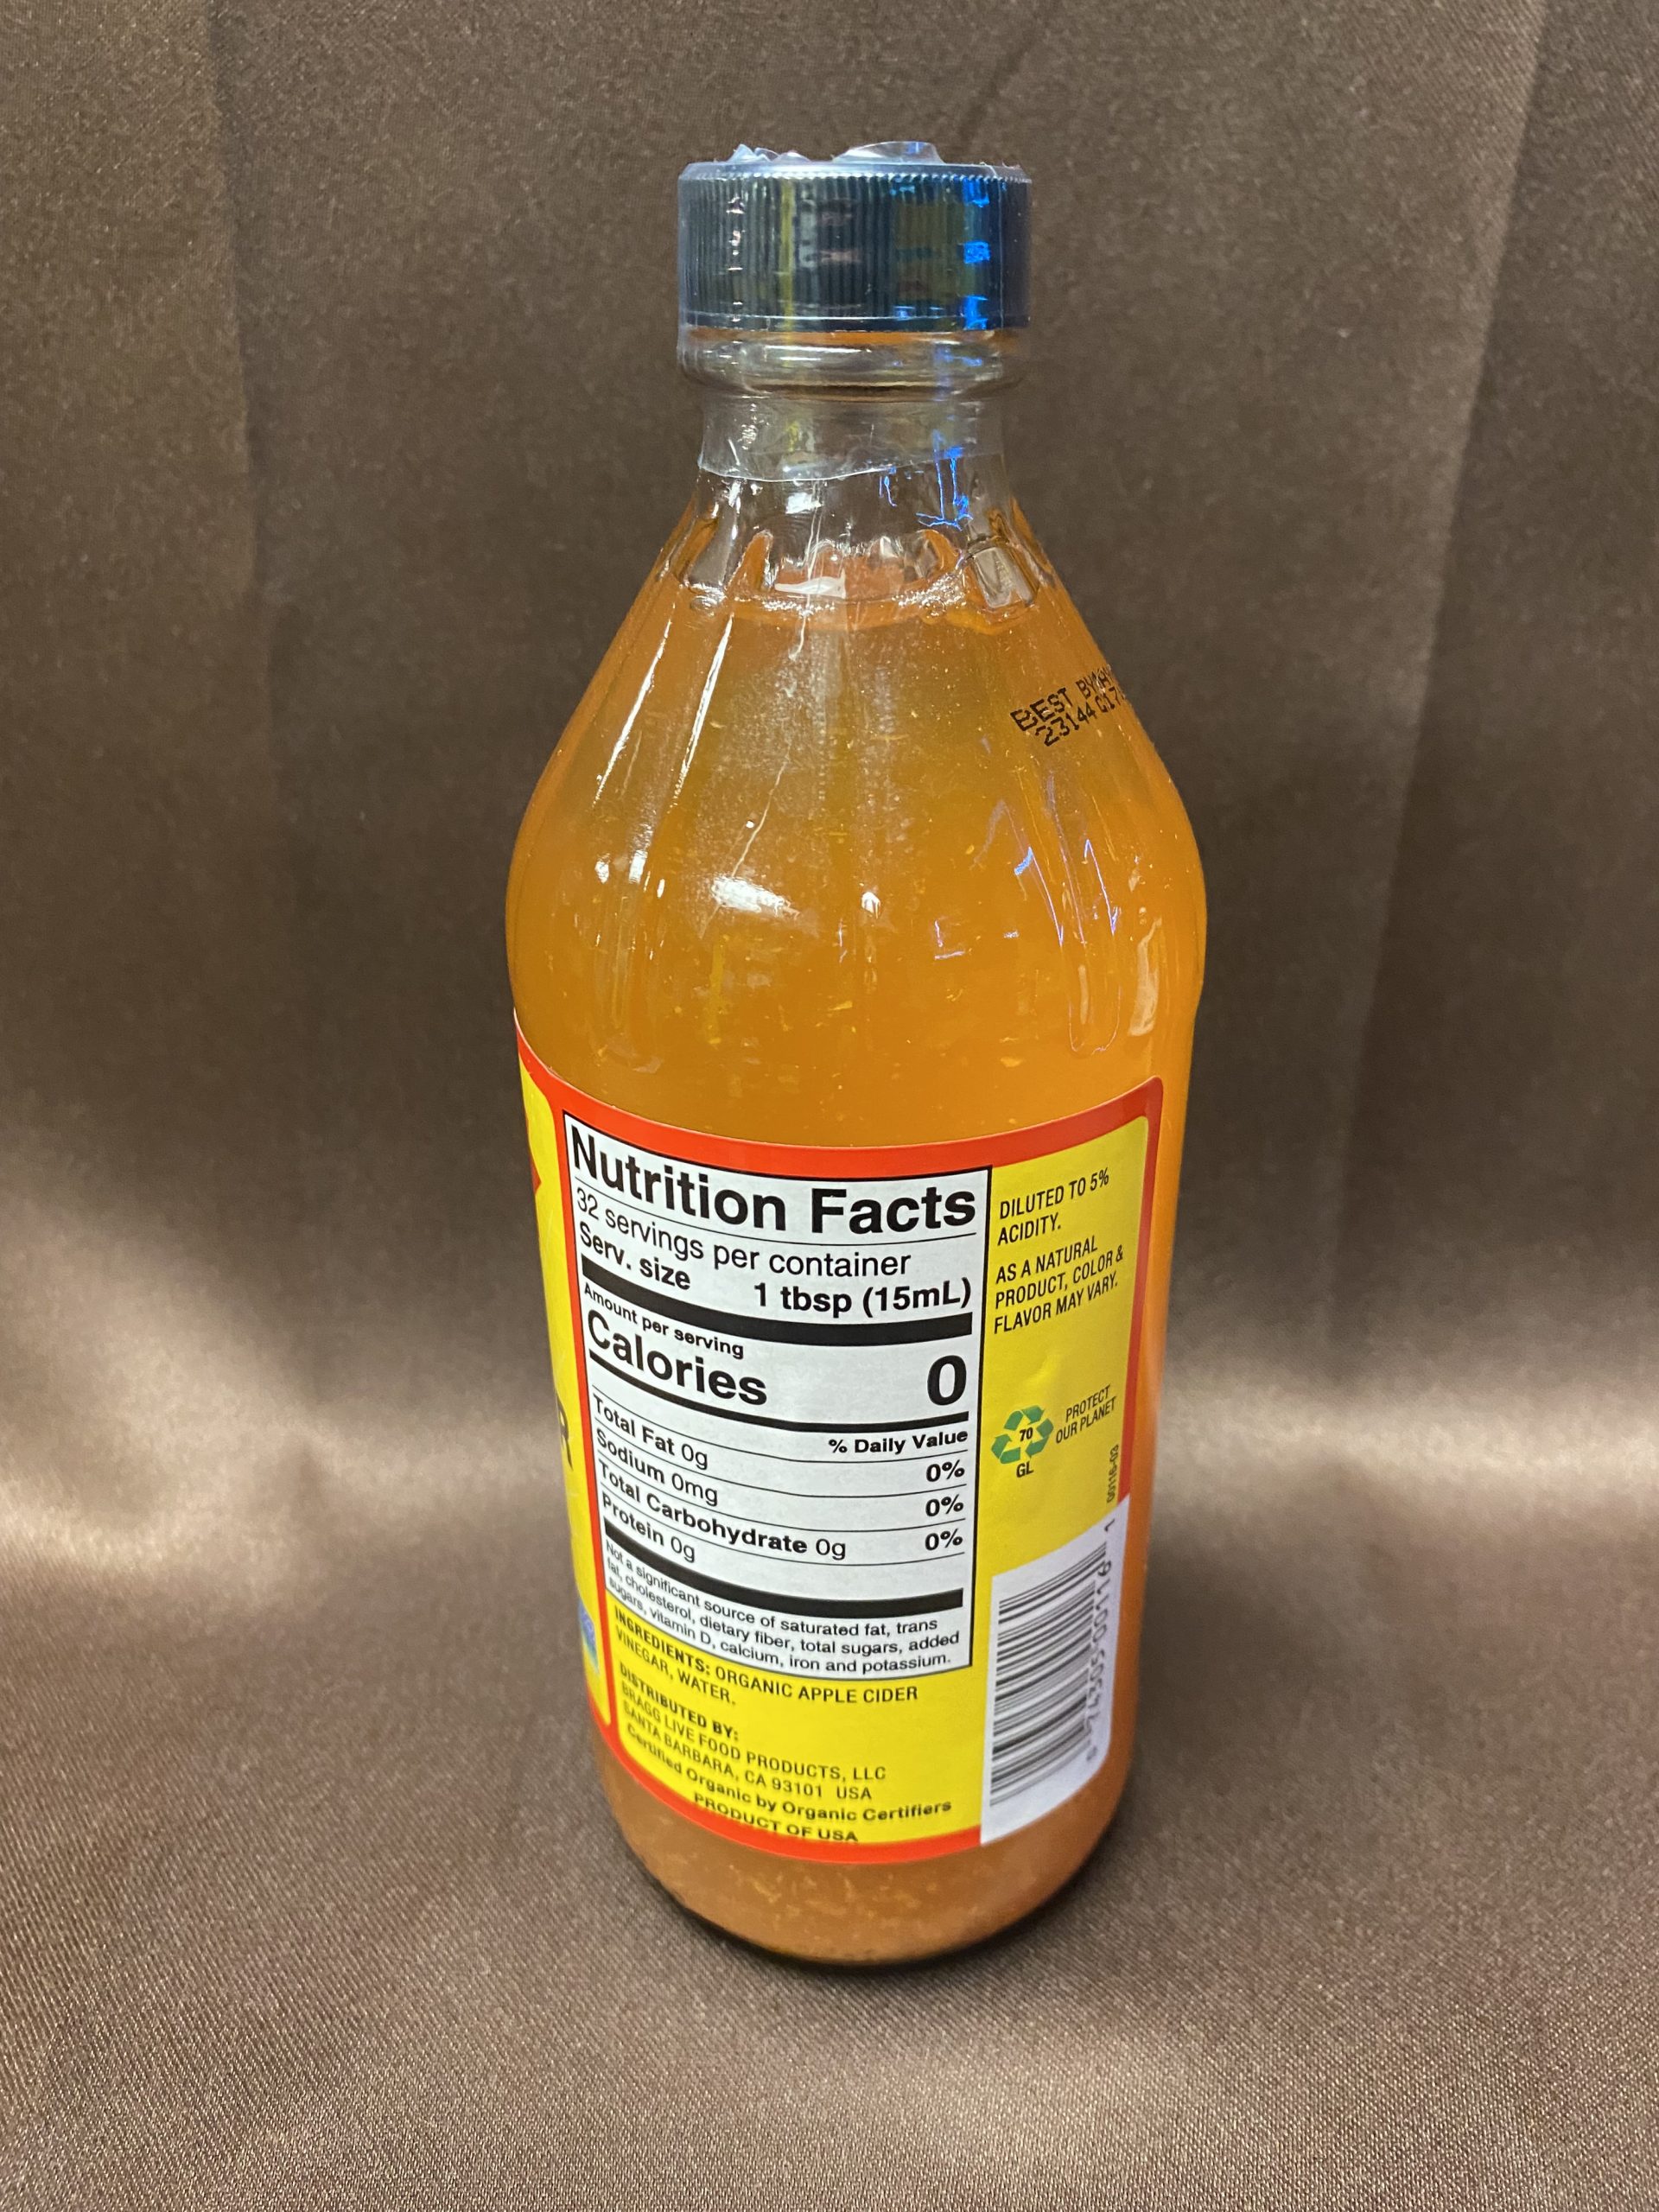 BEST BY
23144
Nutrition Facts
32 servings per container
Serv. size 1 tbsp (15mL)
Amount per serving
Calories 0
% Daily Value
Total Fat 0g 0%
Sodium 0mg 0%
Total Carbohydrate 0g 0%
Protein 0g
Not a significant source of saturated fat, trans
fat, cholesterol, dietary fiber, total sugars, added
sugars, vitamin D, calcium, iron and potassium.
INGREDIENTS: ORGANIC APPLE CIDER
VINEGAR, WATER.
DISTRIBUTED BY:
BRAGG LIVE FOOD PRODUCTS, LLC
SANTA BARBARA, CA 93101 USA
Certified Organic by Organic Certifiers
PRODUCT OF USA
DILUTED TO 5%
ACIDITY.
AS A NATURAL
PRODUCT, COLOR &
FLAVOR MAY VARY.
70
GL
PROTECT
OUR PLANET
00116-03
R